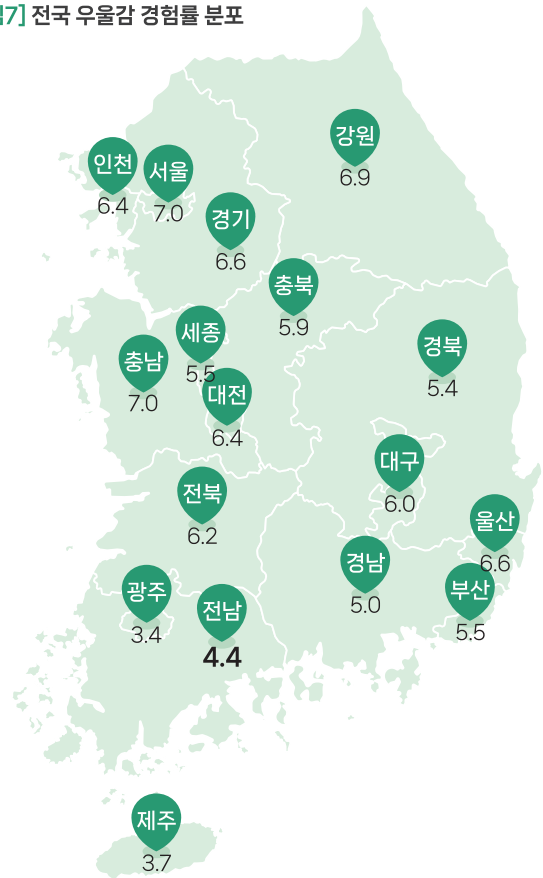 7] 전국 우울감 경험률 분포
강원
6.9
인천
6.4
서울
7.0
경기
6.6
충북
5.9
세종
5.5
경북
5.4
충남
7.0
대전
6.4
대구
6.0
전북
6.2
울산
6.6
경남
5.0
부산
5.5
광주
3.4
전남
4.4
제주
3.7